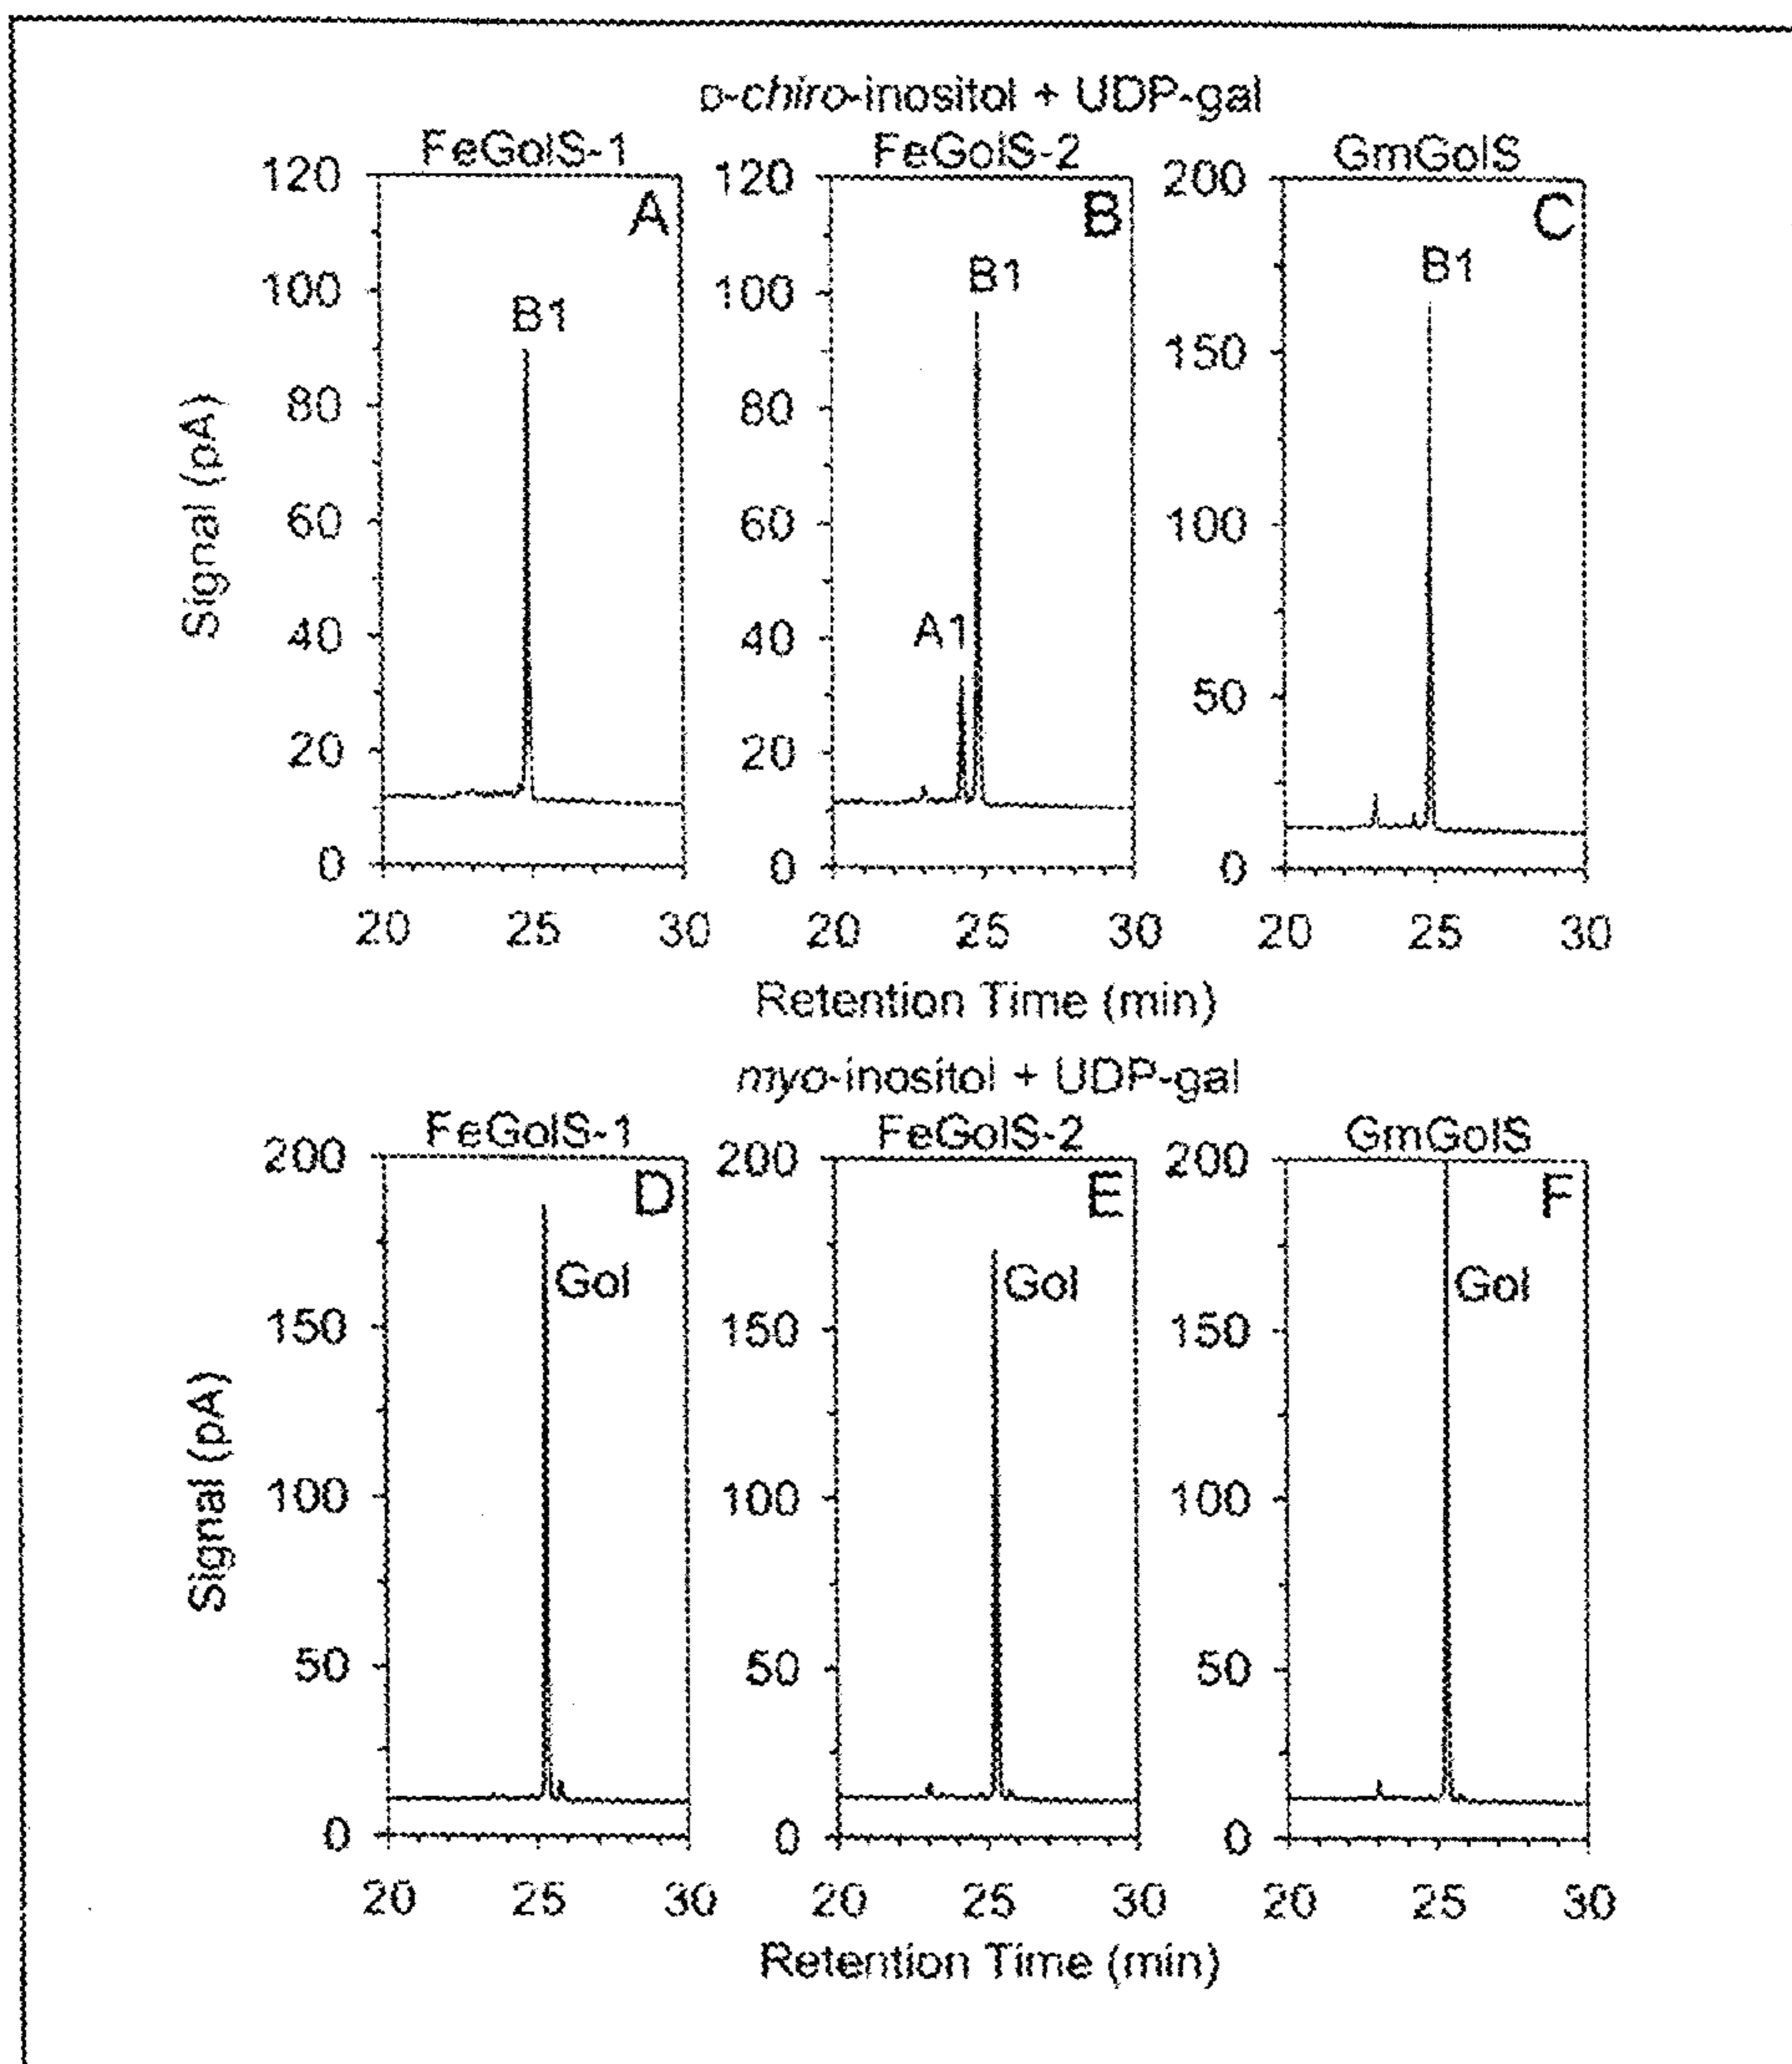 D-chiro-inositol + UDP-gal
FeGolS-1 FeGolS-2 GmGolS
120 120 200
A B C
B1 B1 B1
100 100 150
80 80
Signal (pA)
60 60 100
40 40 50
A1
20 20
0 0 0
20 25 30 20 25 30 20 25 30
Retention Time (min)
myo-inositol + UDP-gal
FeGolS-1 FeGolS-2 GmGolS
200 200 200
D E F
Gol Gol Gol
150 150 150
Signal (pA)
100 100 100
50 50 50
0 0 0
20 25 30 20 25 30 20 25 30
Retention Time (min)